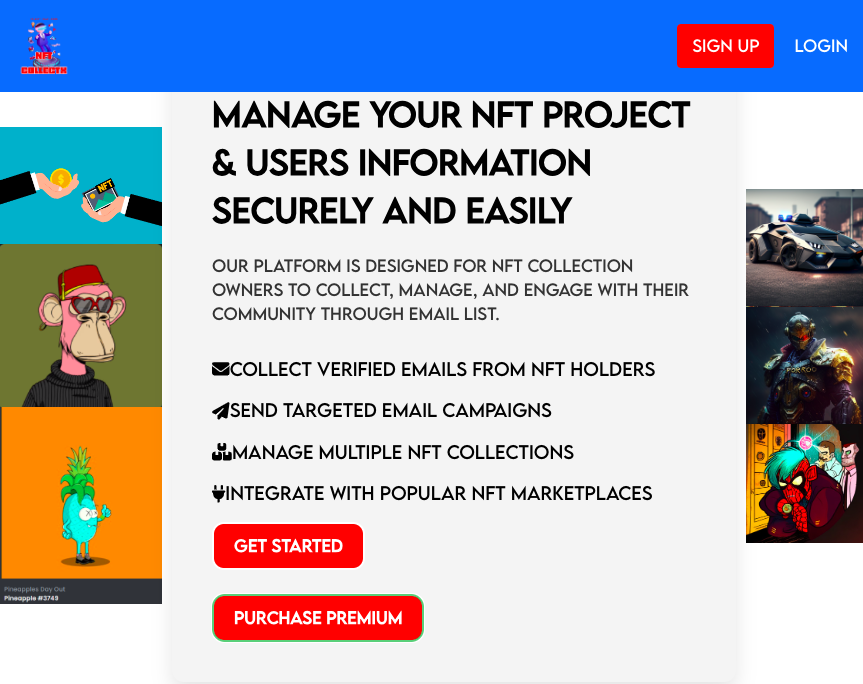 NFT
COLLECTN
SIGN UP
LOGIN
MANAGE YOUR NFT PROJECT
& USERS INFORMATION
SECURELY AND EASILY
OUR PLATFORM IS DESIGNED FOR NFT COLLECTION
OWNERS TO COLLECT, MANAGE, AND ENGAGE WITH THEIR
COMMUNITY THROUGH EMAIL LIST.
COLLECT VERIFIED EMAILS FROM NFT HOLDERS
SEND TARGETED EMAIL CAMPAIGNS
MANAGE MULTIPLE NFT COLLECTIONS
INTEGRATE WITH POPULAR NFT MARKETPLACES
GET STARTED
PURCHASE PREMIUM
NFT
Pineapples Day Out
Pineapple #3749